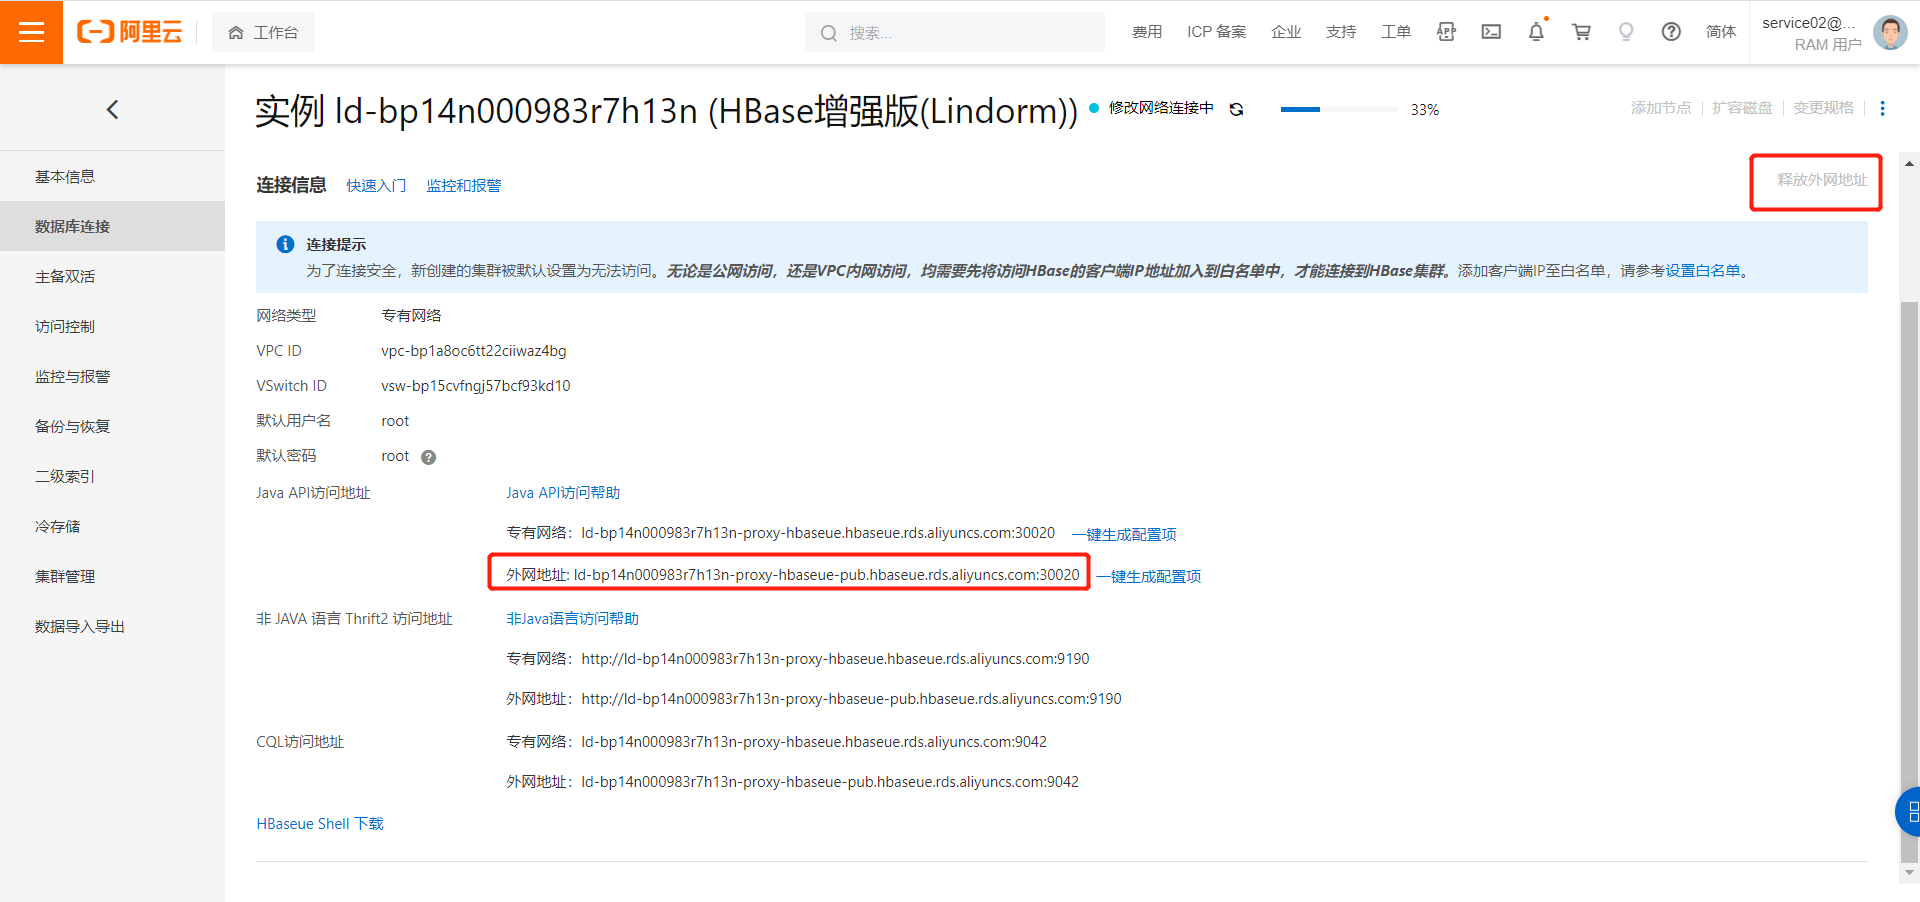 阿里云
工作台
搜索...
费用 ICP 备案 企业 支持 工单 简体
service02@...
RAM 用户
实例 ld-bp14n000983r7h13n (HBase增强版(Lindorm))
修改网络连接中
33%
添加节点 扩容磁盘 变更规格
基本信息
数据库连接
主备双活
访问控制
监控与报警
备份与恢复
二级索引
冷存储
集群管理
数据导入导出
连接信息 快速入门 监控和报警
释放外网地址
连接提示
为了连接安全，新创建的集群被默认设置为无法访问。无论是公网访问，还是VPC内网访问，均需要先将访问HBase的客户端IP地址加入到白名单中，才能连接到HBase集群。添加客户端IP至白名单，请参考设置白名单。
网络类型 专有网络
VPC ID vpc-bp1a8oc6tt22ciiwaz4bg
VSwitch ID vsw-bp15cvfngj57bcf93kd10
默认用户名 root
默认密码 root
Java API访问地址 Java API访问帮助
专有网络：ld-bp14n000983r7h13n-proxy-hbaseue.hbaseue.rds.aliyuncs.com:30020 一键生成配置项
外网地址: ld-bp14n000983r7h13n-proxy-hbaseue-pub.hbaseue.rds.aliyuncs.com:30020 一键生成配置项
非 JAVA 语言 Thrift2 访问地址 非Java语言访问帮助
专有网络：http://ld-bp14n000983r7h13n-proxy-hbaseue.hbaseue.rds.aliyuncs.com:9190
外网地址：http://ld-bp14n000983r7h13n-proxy-hbaseue-pub.hbaseue.rds.aliyuncs.com:9190
CQL访问地址 专有网络：ld-bp14n000983r7h13n-proxy-hbaseue.hbaseue.rds.aliyuncs.com:9042
外网地址：ld-bp14n000983r7h13n-proxy-hbaseue-pub.hbaseue.rds.aliyuncs.com:9042
HBaseue Shell 下载